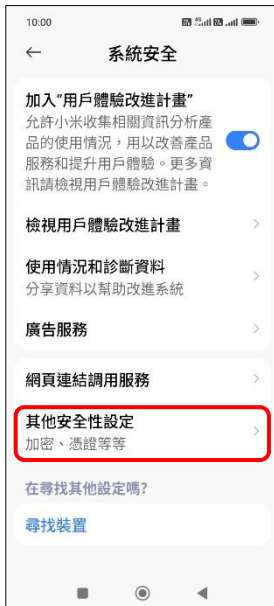 10:00
系統安全
加入"用戶體驗改進計畫"
允許小米收集相關資訊分析產
品的使用情況，用以改善產品
服務和提升用戶體驗。更多資
訊請檢視用戶體驗改進計畫。
檢視用戶體驗改進計畫
使用情況和診斷資料
分享資料以幫助改進系統
廣告服務
網頁連結調用服務
其他安全性設定
加密、憑證等等
在尋找其他設定嗎?
尋找裝置